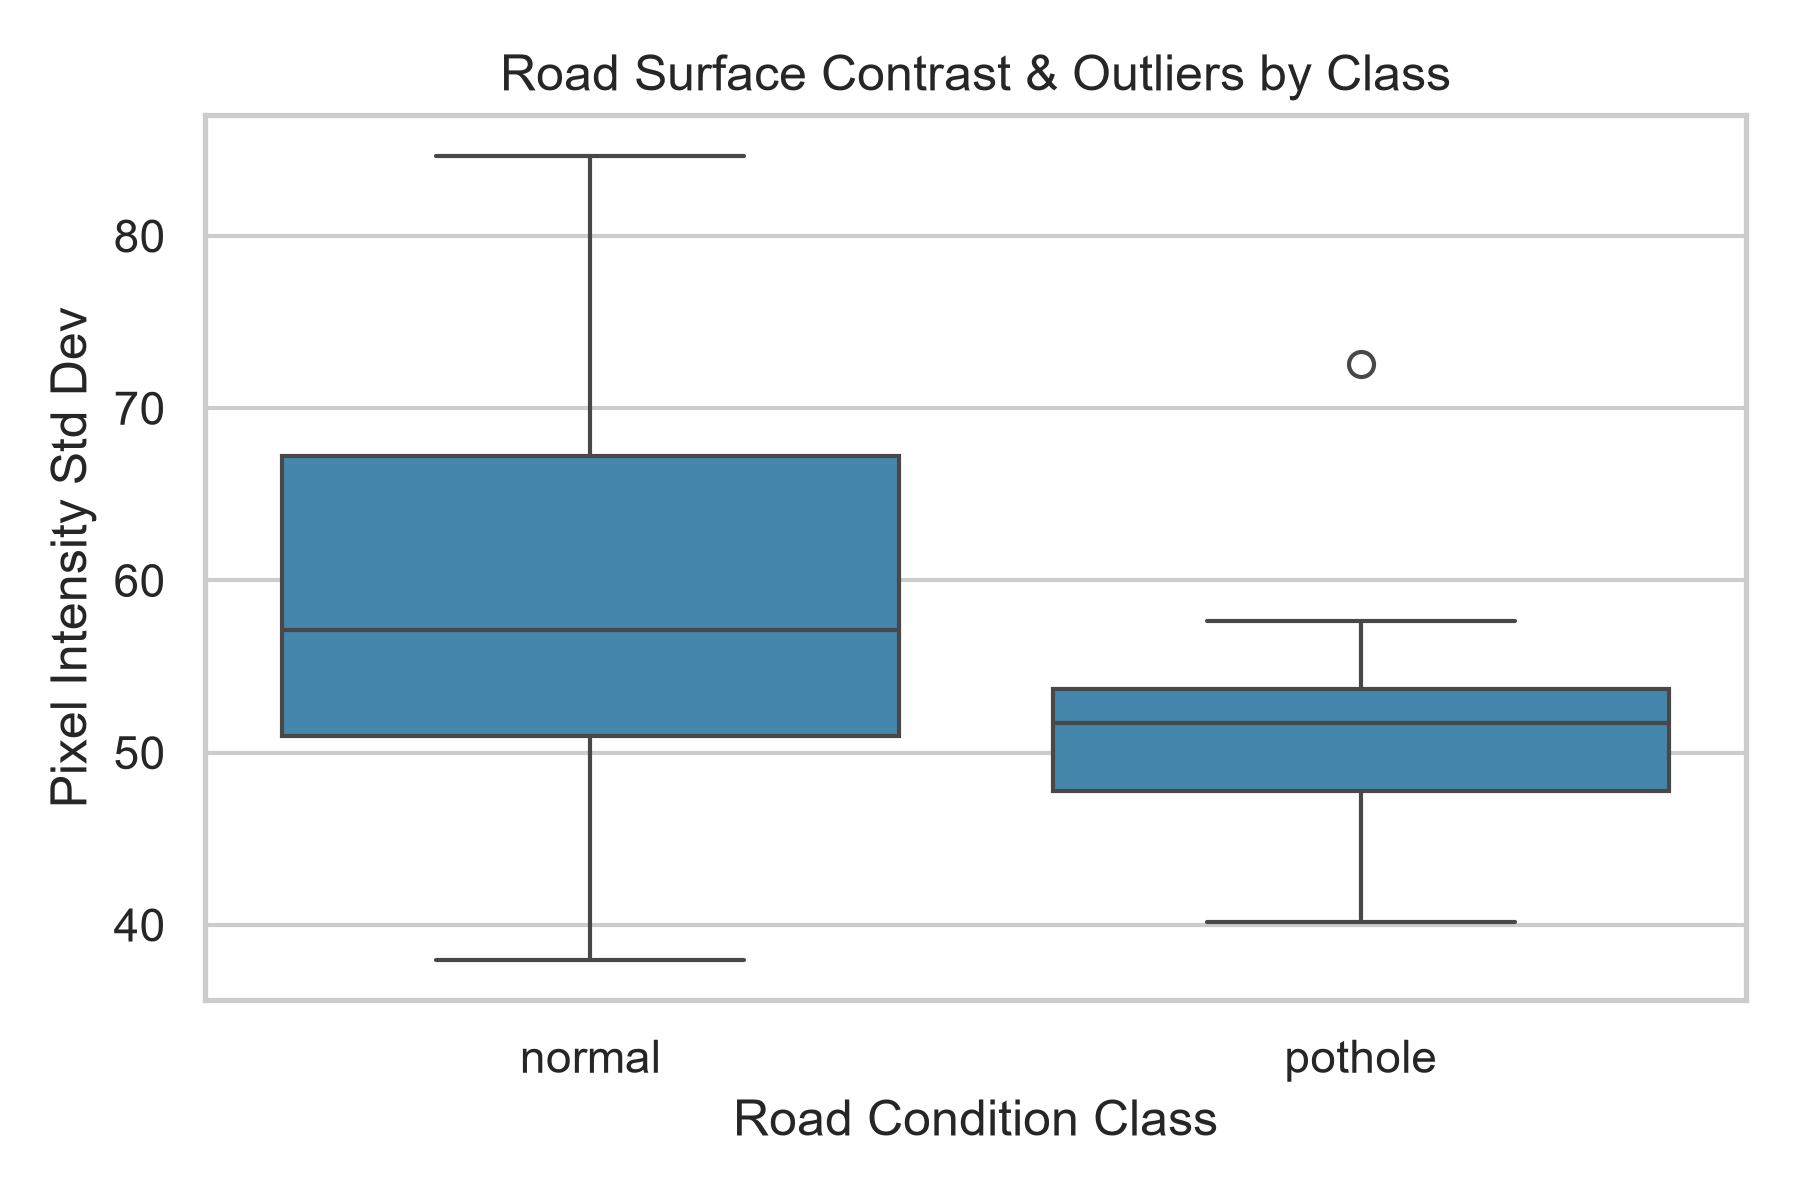 Road Surface Contrast & Outliers by Class
Pixel Intensity Std Dev
80
70
60
50
40
normal
pothole
Road Condition Class